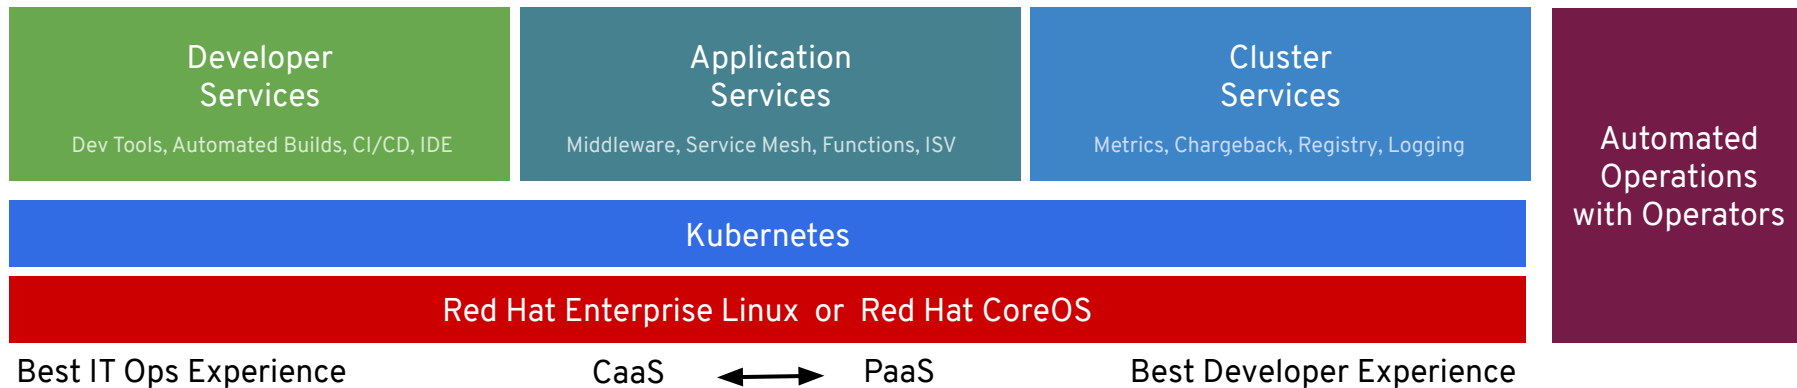 Developer
Services
Dev Tools, Automated Builds, CI/CD, IDE
Application
Services
Middleware, Service Mesh, Functions, ISV
Cluster
Services
Metrics, Chargeback, Registry, Logging
Automated
Operations
with Operators
Kubernetes
Red Hat Enterprise Linux or Red Hat CoreOS
Best IT Ops Experience
CaaS
PaaS
Best Developer Experience